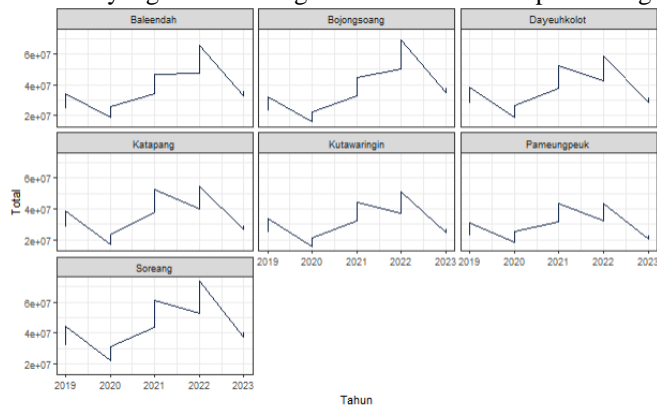 Baleendah Bojongsoang Dayeuhkolot
6e+07
4e+07
2e+07
Katapang Kutawaringin Pameungpeuk
6e+07
Total
4e+07
2e+07
2019 2020 2021 2022 2023 2019 2020 2021 2022 2023
Soreang
6e+07
4e+07
2e+07
2019 2020 2021 2022 2023
Tahun